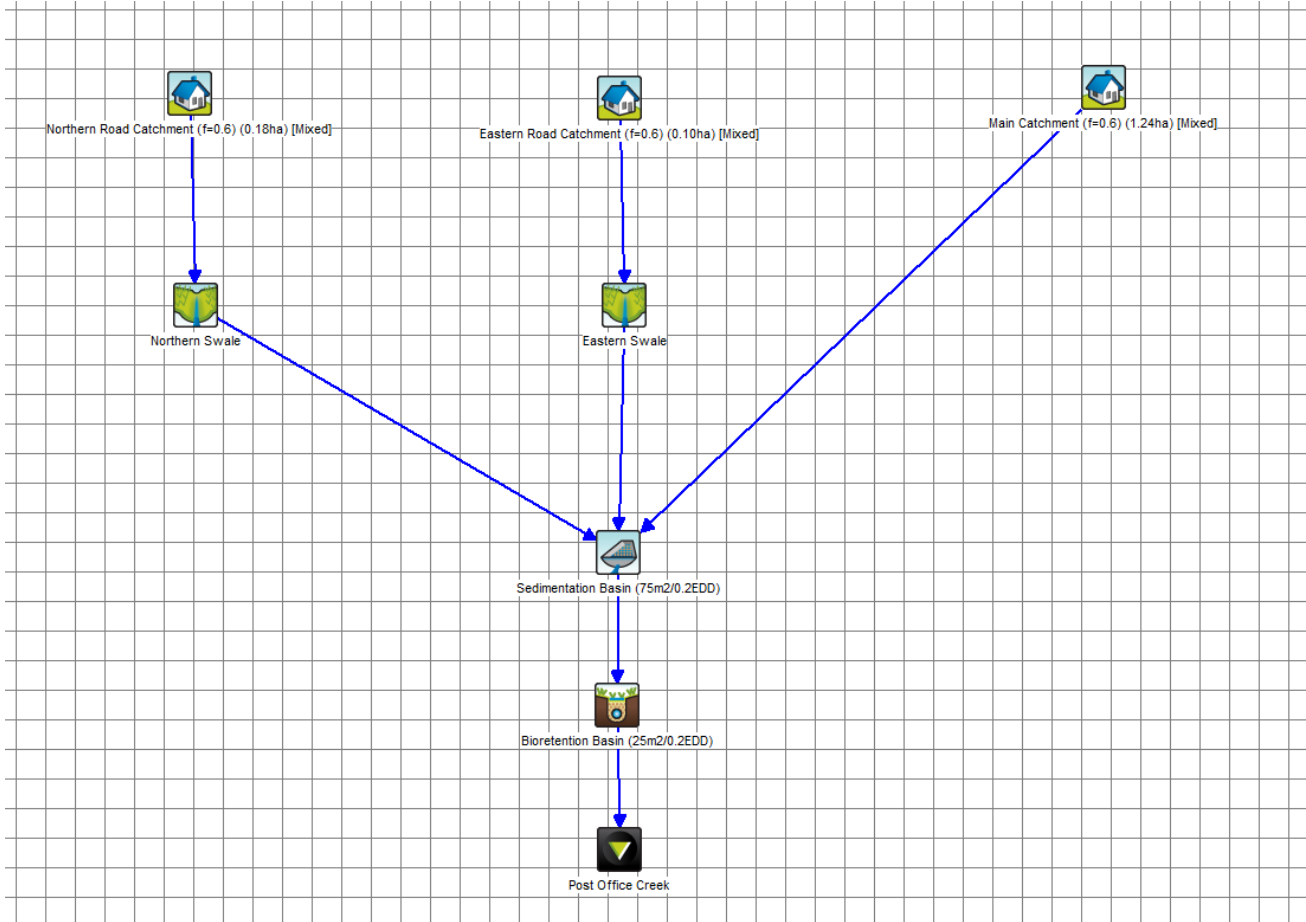 Northern Road Catchment (f=0.6) (0.18ha) [Mixed]
Eastern Road Catchment (f=0.6) (0.10ha) [Mixed]
Main Catchment (f=0.6) (1.24ha) [Mixed]
Northern Swale
Eastern Swale
Sedimentation Basin (75m2/0.2EDD)
Bioretention Basin (25m2/0.2EDD)
Post Office Creek